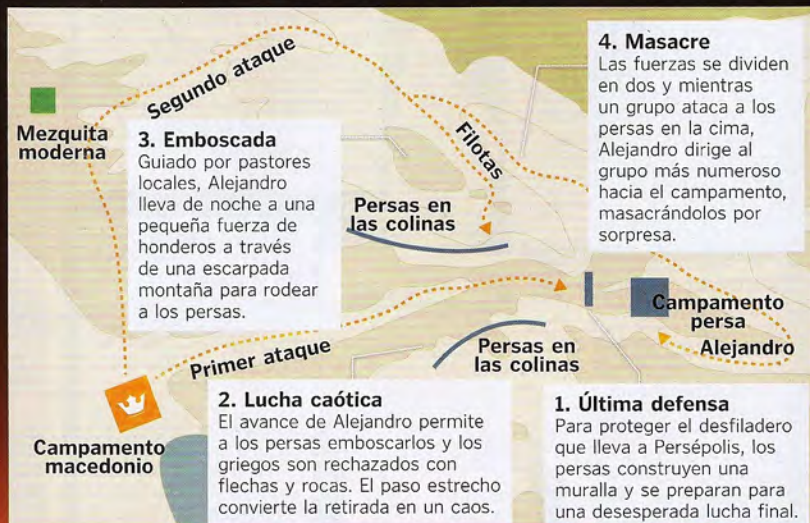 Segundo ataque
Mezquita
moderna
3. Emboscada
Guiado por pastores
locales, Alejandro
lleva de noche a una
pequeña fuerza de
honderos a través
de una escarpada
montaña para rodear
a los persas.
Filotas
4. Masacre
Las fuerzas se dividen
en dos y mientras
un grupo ataca a los
persas en la cima,
Alejandro dirige al
grupo más numeroso
hacia el campamento,
masacrándolos por
sorpresa.
Persas en
las colinas
Campamento
persa
Alejandro
Primer ataque
Persas en
las colinas
Campamento
macedonio
2. Lucha caótica
El avance de Alejandro permite
a los persas emboscarlos y los
griegos son rechazados con
flechas y rocas. El paso estrecho
convierte la retirada en un caos.
1. Última defensa
Para proteger el desfiladero
que lleva a Persépolis, los
persas construyen una
muralla y se preparan para
una desesperada lucha final.